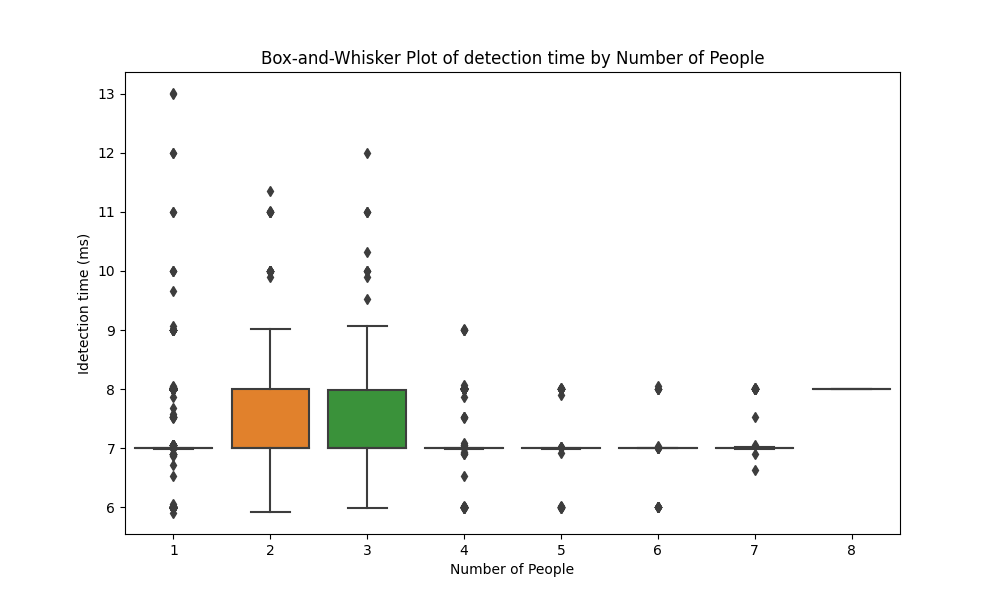 Box-and-Whisker Plot of detection time by Number of People
Idetection time (ms)
13
12
11
10
9
8
7
6
1 2 3 4 5 6 7 8
Number of People